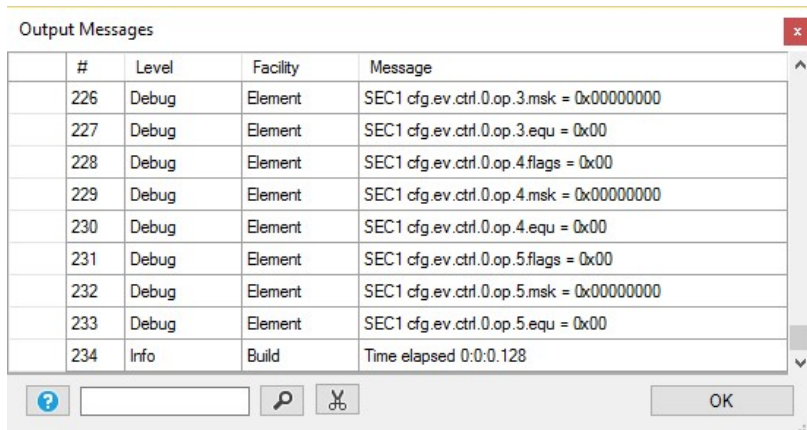 Output Messages
x
# Level Facility Message
226 Debug Element SEC1 cfg.ev.ctrl.0.op.3.msk = 0x00000000
227 Debug Element SEC1 cfg.ev.ctrl.0.op.3.equ = 0x00
228 Debug Element SEC1 cfg.ev.ctrl.0.op.4.flags = 0x00
229 Debug Element SEC1 cfg.ev.ctrl.0.op.4.msk = 0x00000000
230 Debug Element SEC1 cfg.ev.ctrl.0.op.4.equ = 0x00
231 Debug Element SEC1 cfg.ev.ctrl.0.op.5.flags = 0x00
232 Debug Element SEC1 cfg.ev.ctrl.0.op.5.msk = 0x00000000
233 Debug Element SEC1 cfg.ev.ctrl.0.op.5.equ = 0x00
234 Info Build Time elapsed 0:0:0.128
? OK